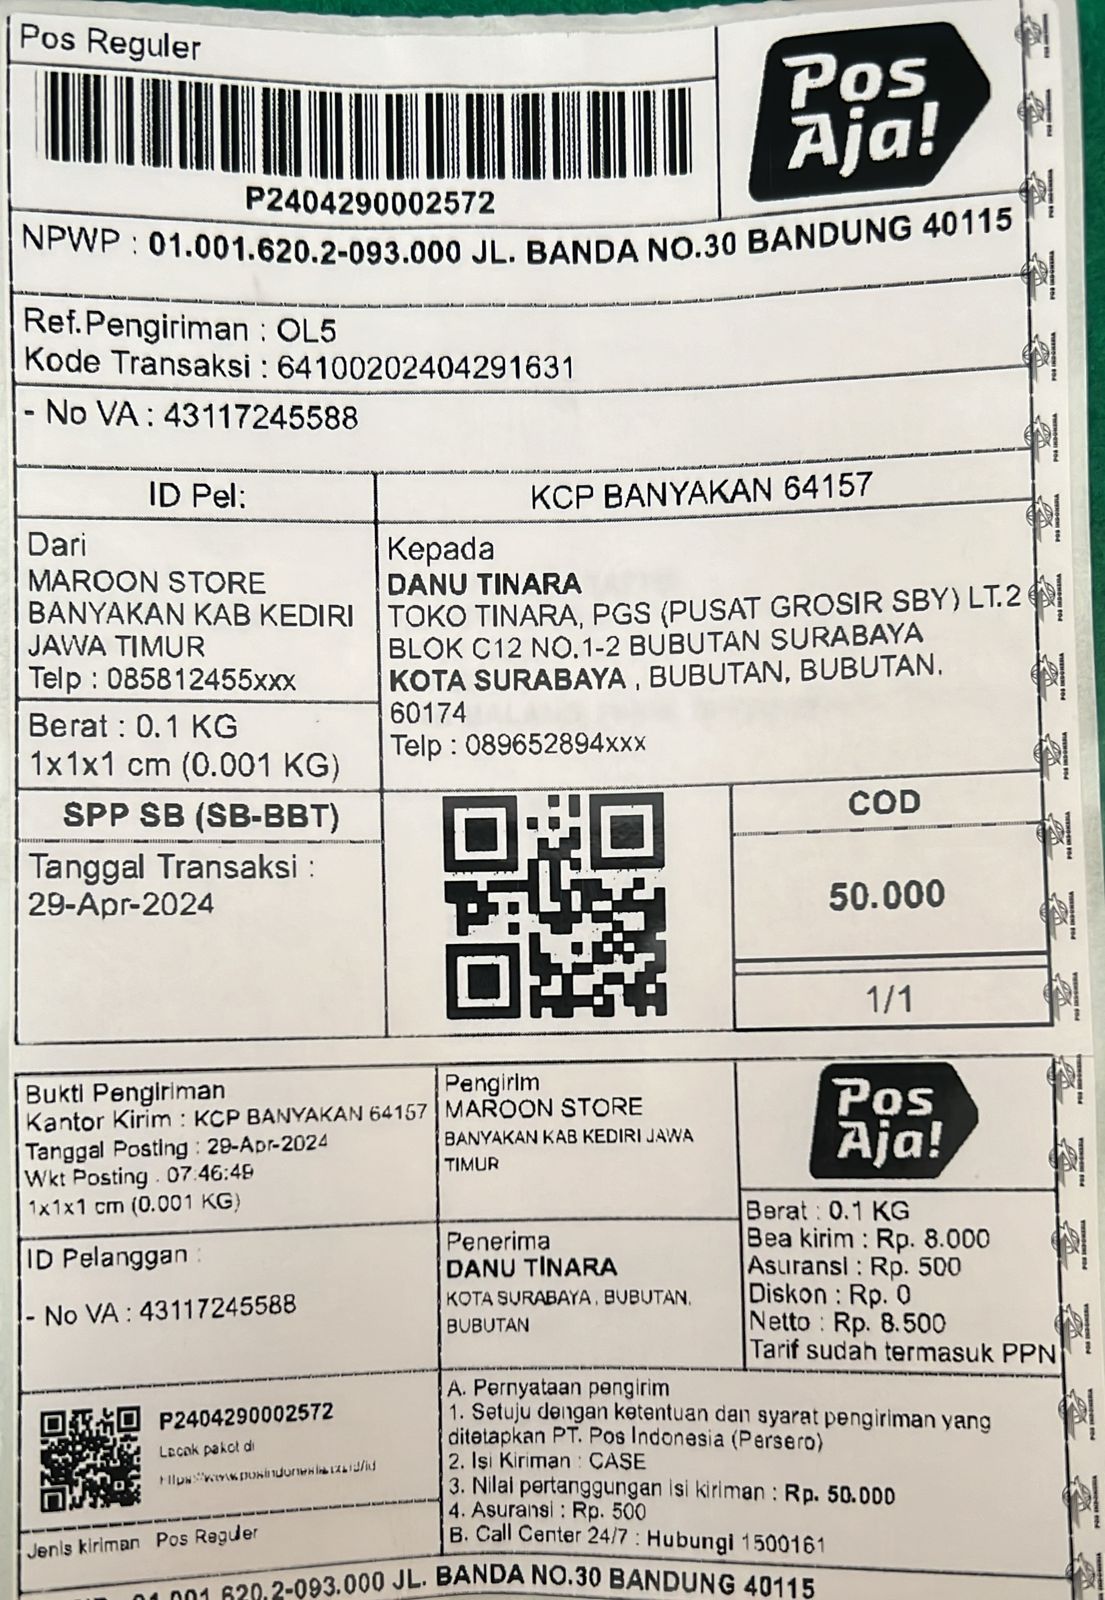 Pos Reguler
Pos
Aja!
P2404290002572
NPWP : 01.001.620.2-093.000 JL. BANDA NO.30 BANDUNG 40115
Ref.Pengiriman : OL5
Kode Transaksi : 64100202404291631
- No VA : 43117245588
ID Pel:
KCP BANYAKAN 64157
Dari
MAROON STORE
BANYAKAN KAB KEDIRI
JAWA TIMUR
Telp : 085812455xxx
Kepada
DANU TINARA
TOKO TINARA, PGS (PUSAT GROSIR SBY) LT.2
BLOK C12 NO.1-2 BUBUTAN SURABAYA
KOTA SURABAYA , BUBUTAN, BUBUTAN.
60174
Telp : 089652894xxx
Berat : 0.1 KG
1x1x1 cm (0.001 KG)
SPP SB (SB-BBT)
Tanggal Transaksi :
29-Apr-2024
COD
50.000
1/1
Bukti Pengiriman
Kantor Kirim : KCP BANYAKAN 64157
Tanggal Posting : 29-Apr-2024
Wkt Posting : 07:46:49
1x1x1 cm (0.001 KG)
Pengirim
MAROON STORE
BANYAKAN KAB KEDIRI JAWA
TIMUR
Pos
Aja!
ID Pelanggan :
- No VA : 43117245588
Penerima
DANU TINARA
KOTA SURABAYA , BUBUTAN,
BUBUTAN
Berat : 0.1 KG
Bea kirim : Rp. 8.000
Asuransi : Rp. 500
Diskon : Rp. 0
Netto : Rp. 8.500
Tarif sudah termasuk PPN
P2404290002572
Lacak paket di
https://www.posindonesia.co.id/id
Jenis kiriman Pos Reguler
A. Pernyataan pengirim
1. Setuju dengan ketentuan dan syarat pengiriman yang
ditetapkan PT. Pos Indonesia (Persero)
2. Isi Kiriman : CASE
3. Nilai pertanggungan isi kiriman : Rp. 50.000
4. Asuransi : Rp. 500
B. Call Center 24/7 : Hubungi 1500161
01.001.620.2-093.000 JL. BANDA NO.30 BANDUNG 40115
POS INDONESIA